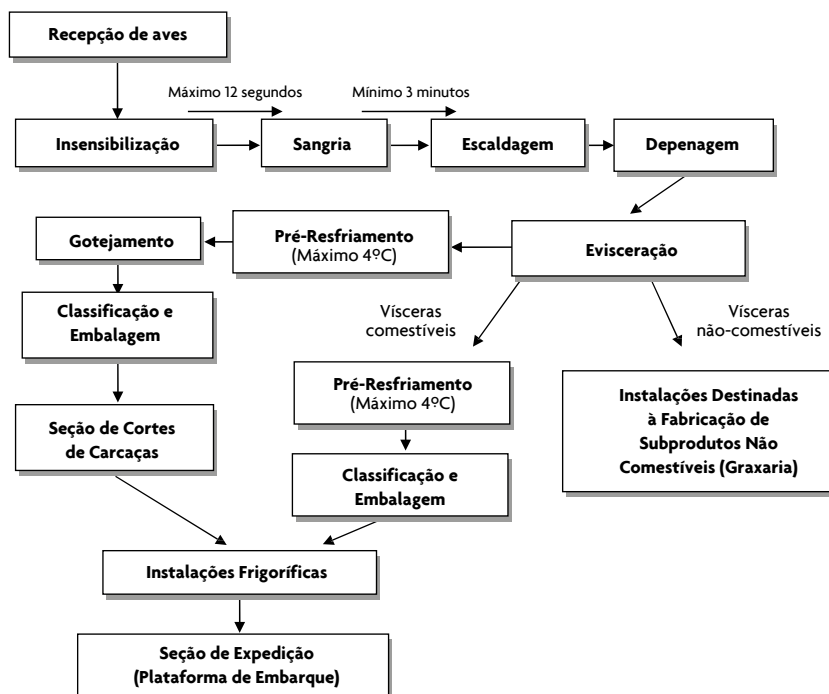 Recepção de aves
Máximo 12 segundos
Mínimo 3 minutos
Insensibilização
Sangria
Escaldagem
Depenagem
Gotejamento
Pré-Resfriamento
(Máximo 4ºC)
Evisceração
Classificação e
Embalagem
Vísceras
comestíveis
Vísceras
não-comestíveis
Pré-Resfriamento
(Máximo 4ºC)
Instalações Destinadas
à Fabricação de
Subprodutos Não
Comestíveis (Graxaria)
Seção de Cortes
de Carcaças
Classificação e
Embalagem
Instalações Frigoríficas
Seção de Expedição
(Plataforma de Embarque)